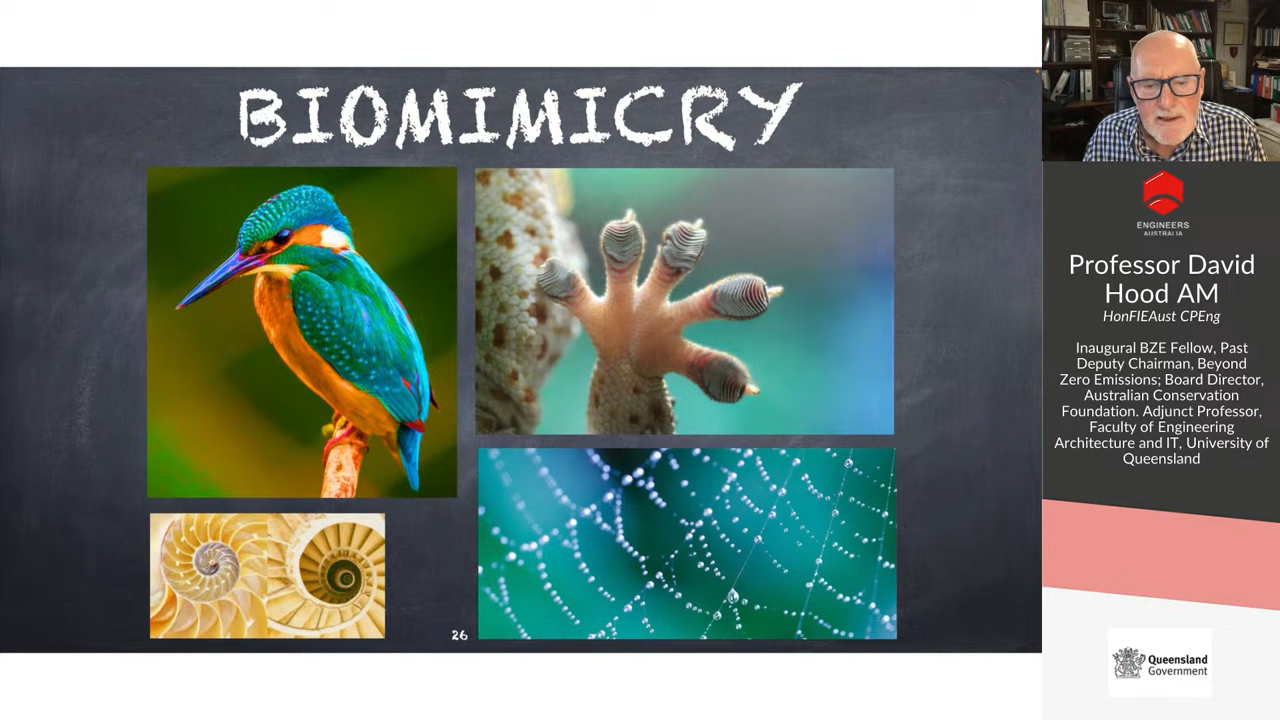 BIOMIMICRY
26
ENGINEERS
AUSTRALIA
Professor David
Hood AM
HonFIEAust CPEng
Inaugural BZE Fellow, Past
Deputy Chairman, Beyond
Zero Emissions; Board Director,
Australian Conservation
Foundation. Adjunct Professor,
Faculty of Engineering
Architecture and IT, University of
Queensland
Queensland
Government